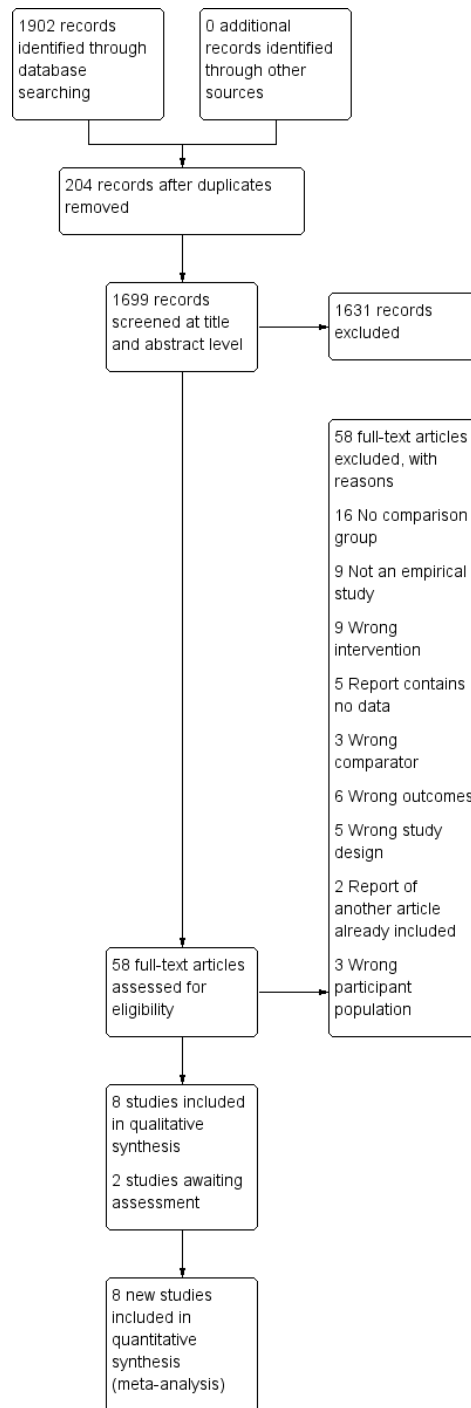 1902 records
identified through
database
searching
0 additional
records identified
through other
sources
204 records after duplicates
removed
1699 records
screened at title
and abstract level
1631 records
excluded
58 full-text articles
excluded, with
reasons
16 No comparison
group
9 Not an empirical
study
9 Wrong
intervention
5 Report contains
no data
3 Wrong
comparator
6 Wrong outcomes
5 Wrong study
design
2 Report of
another article
already included
3 Wrong
participant
population
58 full-text articles
assessed for
eligibility
8 studies included
in qualitative
synthesis
2 studies awaiting
assessment
8 new studies
included in
quantitative
synthesis
(meta-analysis)